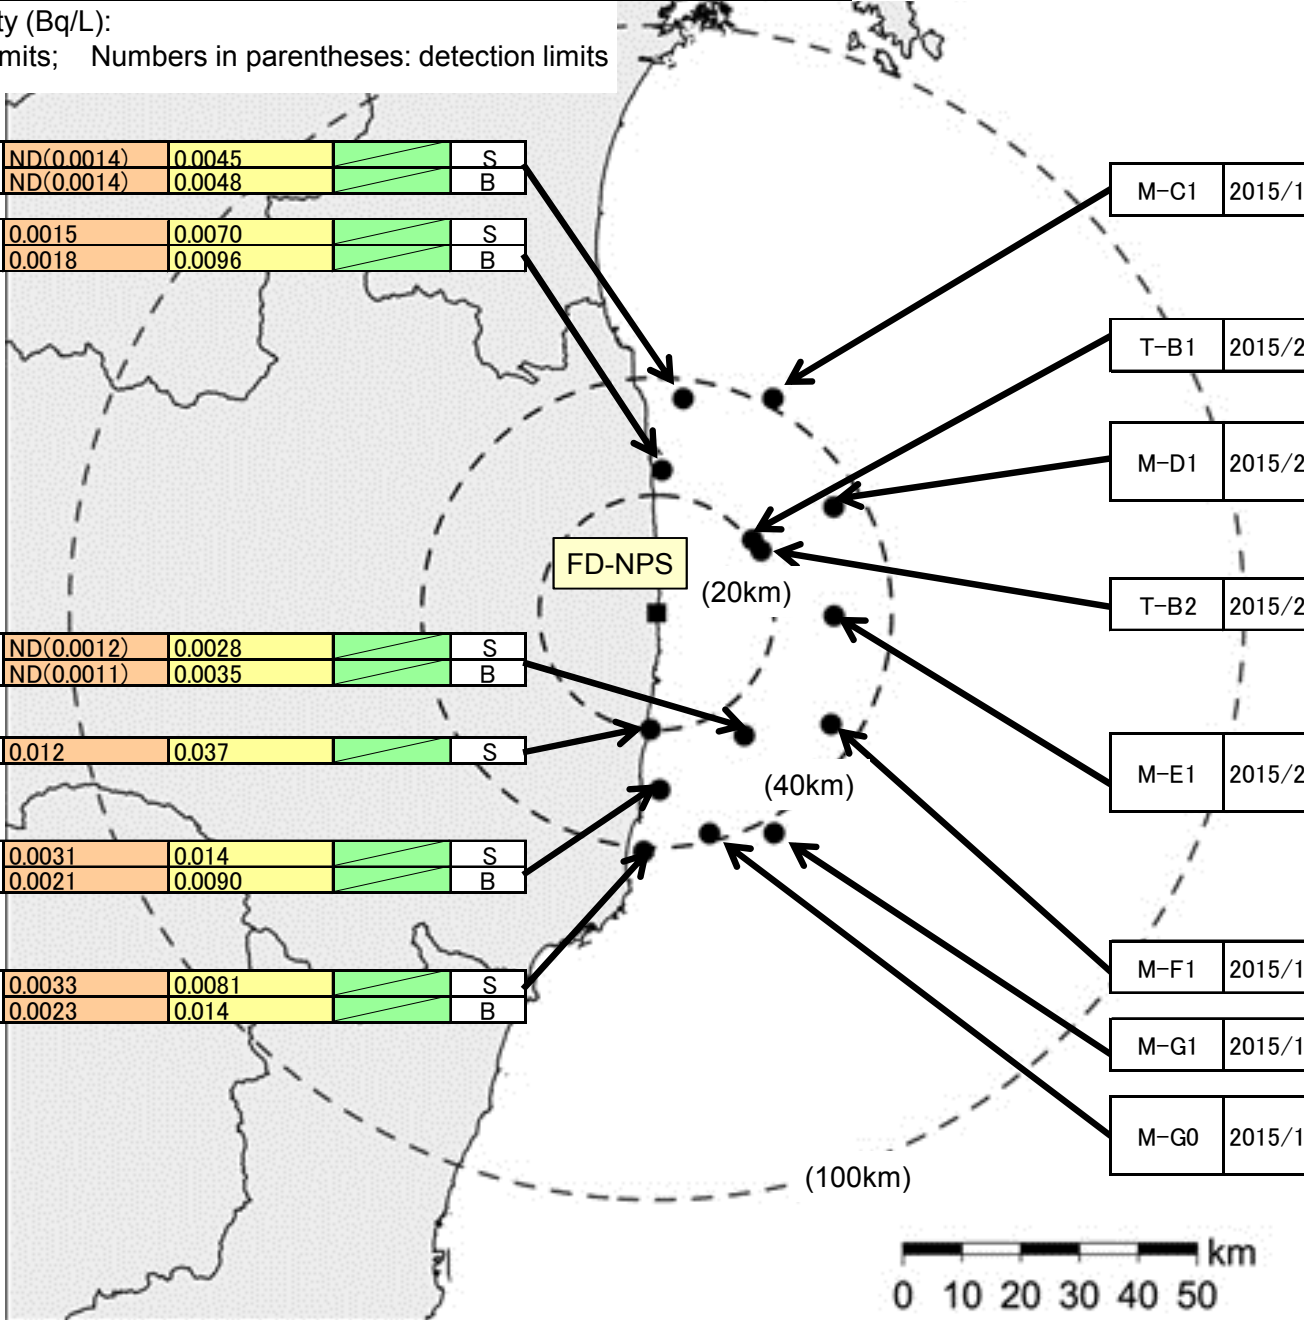 ty (Bq/L):
mits; Numbers in parentheses: detection limits
ND(0.0014) 0.0045 S
ND(0.0014) 0.0048 B
M-C1 2015/1
0.0015 0.0070 S
0.0018 0.0096 B
T-B1 2015/2
M-D1 2015/2
FD-NPS
(20km)
T-B2 2015/2
ND(0.0012) 0.0028 S
ND(0.0011) 0.0035 B
0.012 0.037 S
M-E1 2015/2
(40km)
0.0031 0.014 S
0.0021 0.0090 B
M-F1 2015/1
0.0033 0.0081 S
0.0023 0.014 B
M-G1 2015/1
M-G0 2015/1
(100km)
km
0 10 20 30 40 50